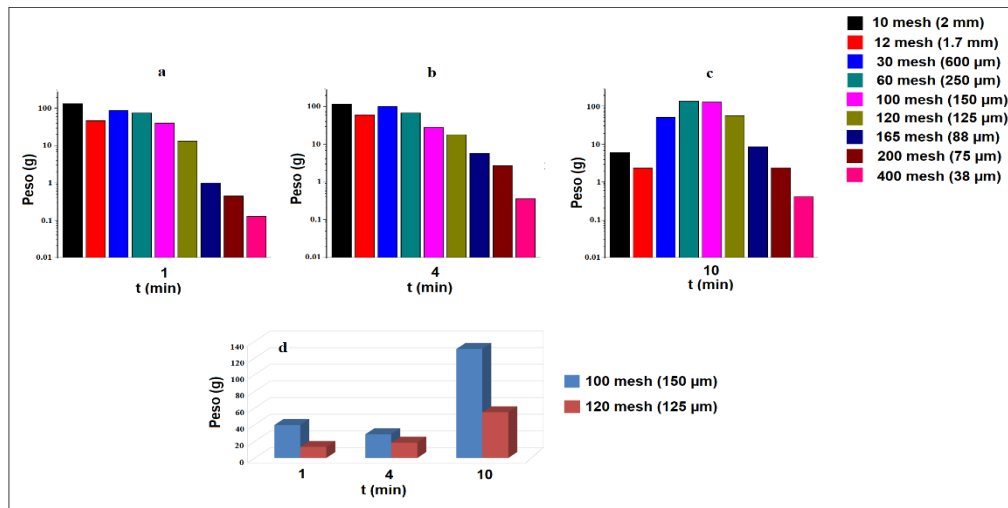 a
100
10
1
0.1
0.01
Peso (g)
1
t (min)
b
100
10
1
0.1
0.01
Peso (g)
4
t (min)
c
100
10
1
0.1
0.01
Peso (g)
10
t (min)
10 mesh (2 mm)
12 mesh (1.7 mm)
30 mesh (600 µm)
60 mesh (250 µm)
100 mesh (150 µm)
120 mesh (125 µm)
165 mesh (88 µm)
200 mesh (75 µm)
400 mesh (38 µm)
d
140
120
100
80
60
40
20
0
Peso (g)
1 4 10
t (min)
100 mesh (150 µm)
120 mesh (125 µm)